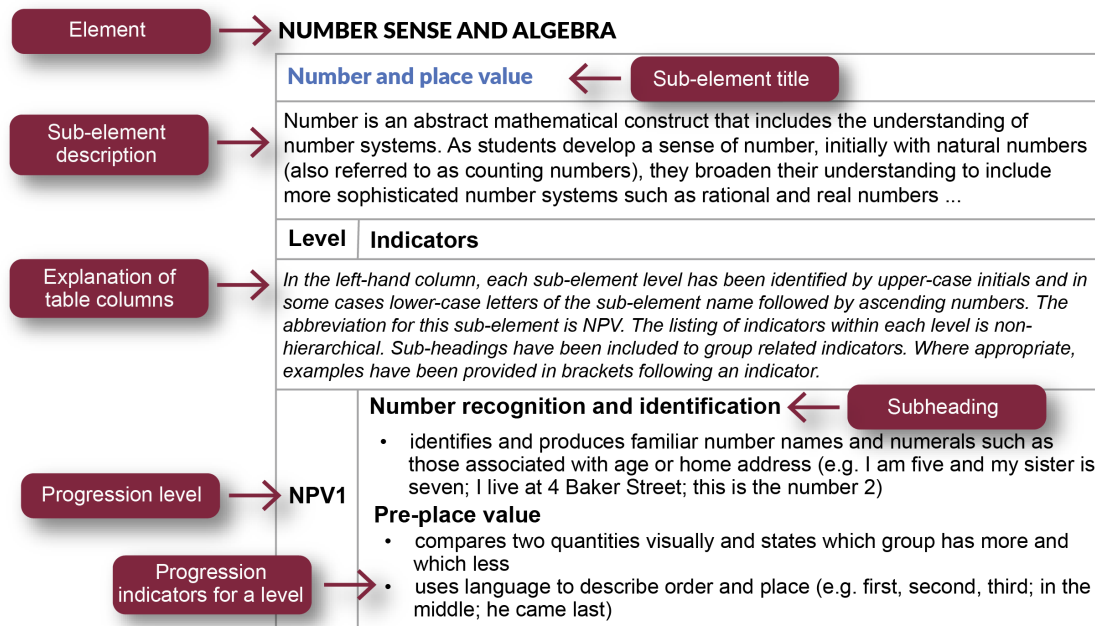 Element
NUMBER SENSE AND ALGEBRA
Number and place value
Sub-element title
Sub-element
description
Number is an abstract mathematical construct that includes the understanding of
number systems. As students develop a sense of number, initially with natural numbers
(also referred to as counting numbers), they broaden their understanding to include
more sophisticated number systems such as rational and real numbers ...
Level
Indicators
Explanation of
table columns
In the left-hand column, each sub-element level has been identified by upper-case initials and in
some cases lower-case letters of the sub-element name followed by ascending numbers. The
abbreviation for this sub-element is NPV. The listing of indicators within each level is non-
hierarchical. Sub-headings have been included to group related indicators. Where appropriate,
examples have been provided in brackets following an indicator.
Number recognition and identification
Subheading
• identifies and produces familiar number names and numerals such as
those associated with age or home address (e.g. I am five and my sister is
seven; I live at 4 Baker Street; this is the number 2)
Progression level
NPV1
Pre-place value
• compares two quantities visually and states which group has more and
which less
Progression
indicators for a level
• uses language to describe order and place (e.g. first, second, third; in the
middle; he came last)